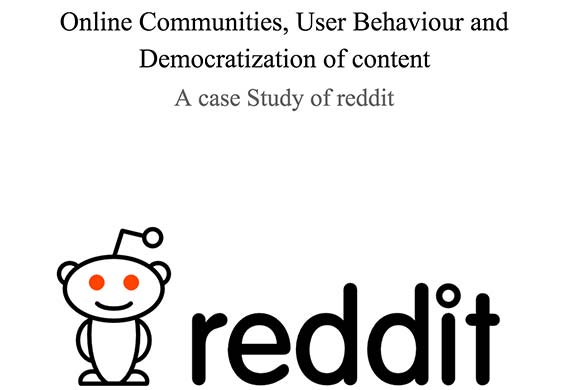 Online Communities, User Behaviour and
Democratization of content
A case Study of reddit
reddit